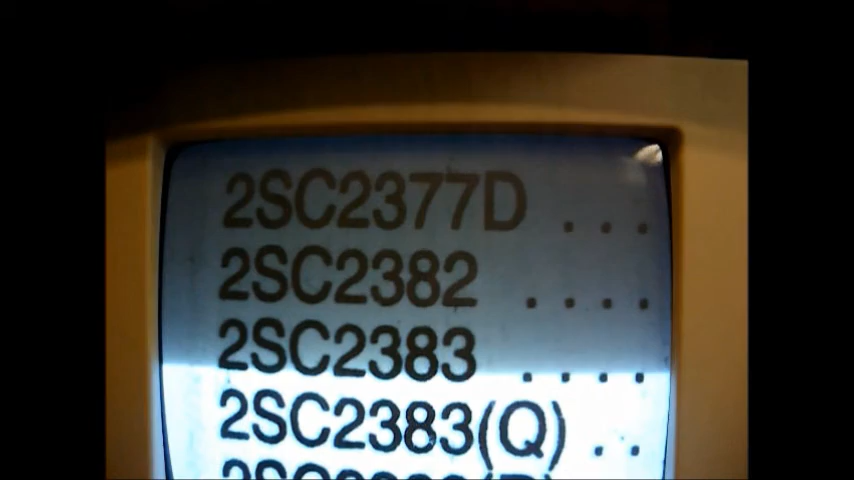 2SC2377D . . .
2SC2382 . . . .
2SC2383 . . . .
2SC2383(Q) . .